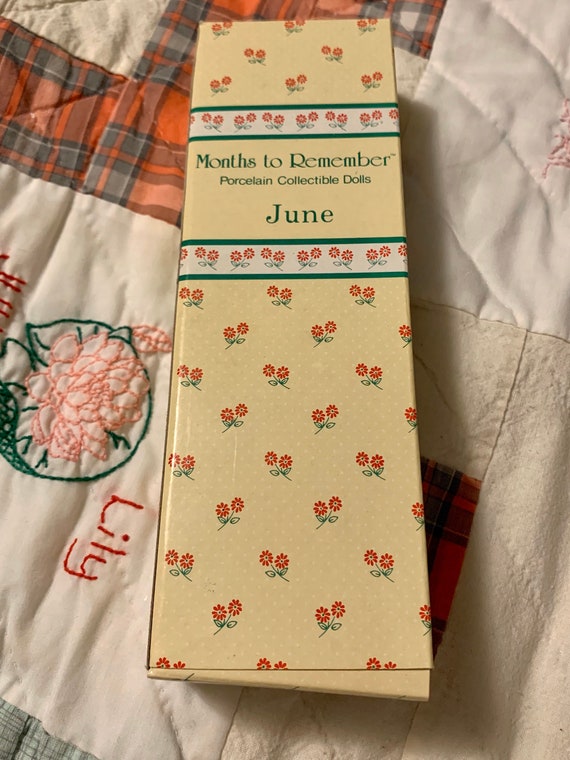 Months to Remember™
Porcelain Collectible Dolls
June
Lily